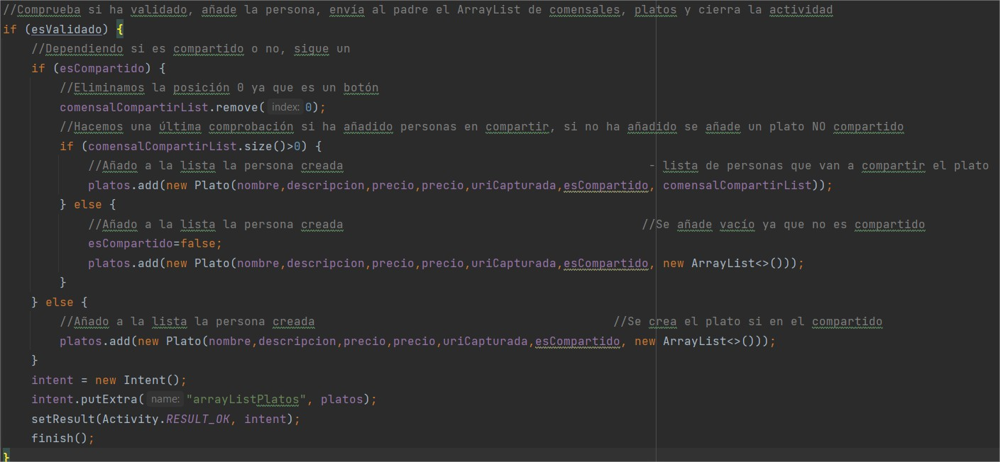 //Comprueba si ha validado, añade la persona, envía al padre el ArrayList de comensales, platos y cierra la actividad
if (esValidado) {
    //Dependiendo si es compartido o no, sigue un
    if (esCompartido) {
        //Eliminamos la posición 0 ya que es un botón
        comensalCompartirList.remove( index: 0);
        //Hacemos una última comprobación si ha añadido personas en compartir, si no ha añadido se añade un plato NO compartido
        if (comensalCompartirList.size()>0) {
            //Añado a la lista la persona creada                                           - lista de personas que van a compartir el plato
            platos.add(new Plato(nombre,descripcion,precio,precio,uriCapturada,esCompartido, comensalCompartirList));
        } else {
            //Añado a la lista la persona creada                                          //Se añade vacío ya que no es compartido
            esCompartido=false;
            platos.add(new Plato(nombre,descripcion,precio,precio,uriCapturada,esCompartido, new ArrayList<>()));
        }
    } else {
        //Añado a la lista la persona creada                                          //Se crea el plato si en el compartido
        platos.add(new Plato(nombre,descripcion,precio,precio,uriCapturada,esCompartido, new ArrayList<>()));
    }
    intent = new Intent();
    intent.putExtra( name: "arrayListPlatos", platos);
    setResult(Activity.RESULT_OK, intent);
    finish();
}